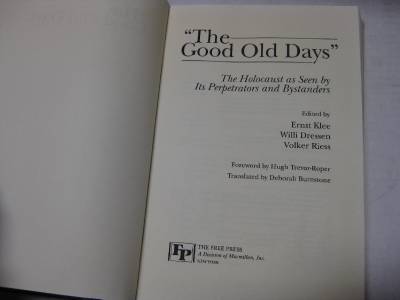 "The
Good Old Days"
The Holocaust as Seen by
Its Perpetrators and Bystanders
Edited by
Ernst Klee
Willi Dressen
Volker Riess
Foreword by Hugh Trevor-Roper
Translated by Deborah Burnstone
FP
THE FREE PRESS
A Division of Macmillan, Inc.
NEW YORK